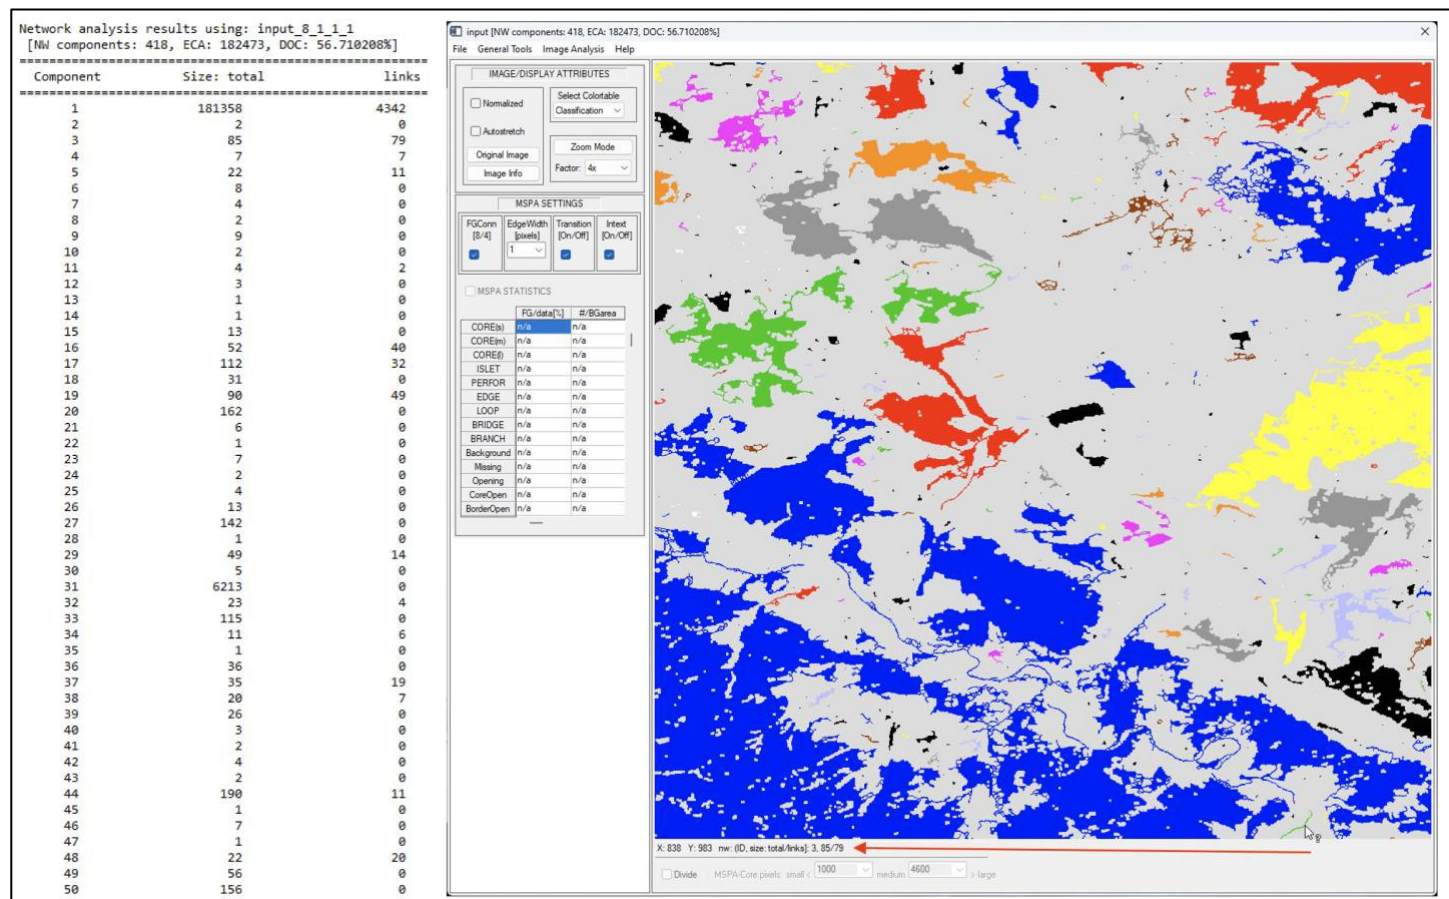 Network analysis results using: input_8_1_1_1
[NW components: 418, ECA: 182473, DOC: 56.710208%]
Component Size: total links
1 181358 4342
2 2 0
3 85 79
4 7 7
5 22 11
6 8 0
7 4 0
8 2 0
9 9 0
10 2 0
11 4 2
12 3 0
13 1 0
14 1 0
15 13 0
16 52 40
17 112 32
18 31 0
19 90 49
20 162 0
21 6 0
22 1 0
23 7 0
24 2 0
25 4 0
26 13 0
27 142 0
28 1 0
29 49 14
30 5 0
31 6213 0
32 23 4
33 115 0
34 11 6
35 1 0
36 36 0
37 35 19
38 20 7
39 26 0
40 3 0
41 2 0
42 4 0
43 2 0
44 190 11
45 1 0
46 7 0
47 1 0
48 22 20
49 56 0
50 156 0
input [NW components: 418, ECA: 182473, DOC: 56.710208%]
File General Tools Image Analysis Help
IMAGE/DISPLAY ATTRIBUTES
Normalized
Autostretch
Original Image
Image Info
Select Colortable
Classification
Zoom Mode
Factor: 4x
MSPA SETTINGS
FGConn EdgeWidth Transition Intext
[8/4] [pixels] [On/Off] [On/Off]
1
MSPA STATISTICS
FG/data[%] #/BGarea
CORE(s) n/a n/a
CORE(m) n/a n/a
CORE(l) n/a n/a
ISLET n/a n/a
PERFOR n/a n/a
EDGE n/a n/a
LOOP n/a n/a
BRIDGE n/a n/a
BRANCH n/a n/a
Background n/a n/a
Missing n/a n/a
Opening n/a n/a
CoreOpen n/a n/a
BorderOpen n/a n/a
X: 838 Y: 983 nw: (ID, size: total/links]: 3, 85/79
Divide MSPA-Core pixels: small < 1000 medium 4600 > large